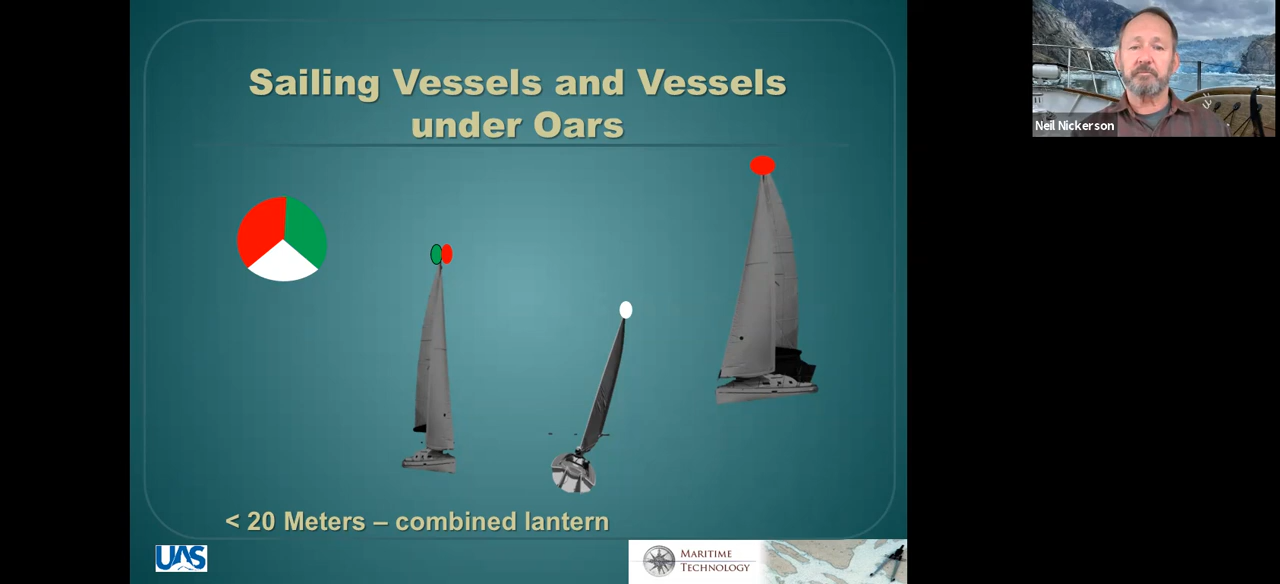 Sailing Vessels and Vessels
under Oars
Neil Nickerson
< 20 Meters – combined lantern
UAS
MARITIME
TECHNOLOGY